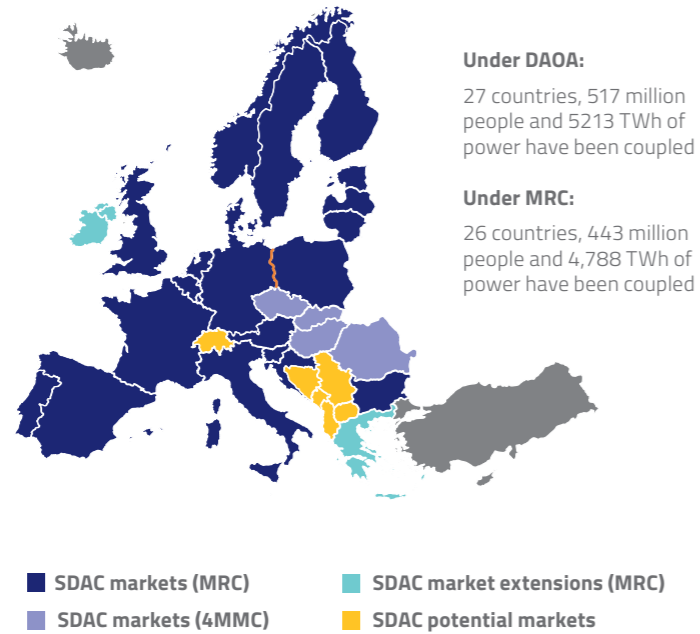 Under DAOA:
27 countries, 517 million
people and 5213 TWh of
power have been coupled
Under MRC:
26 countries, 443 million
people and 4,788 TWh of
power have been coupled
SDAC markets (MRC)
SDAC market extensions (MRC)
SDAC markets (4MMC)
SDAC potential markets